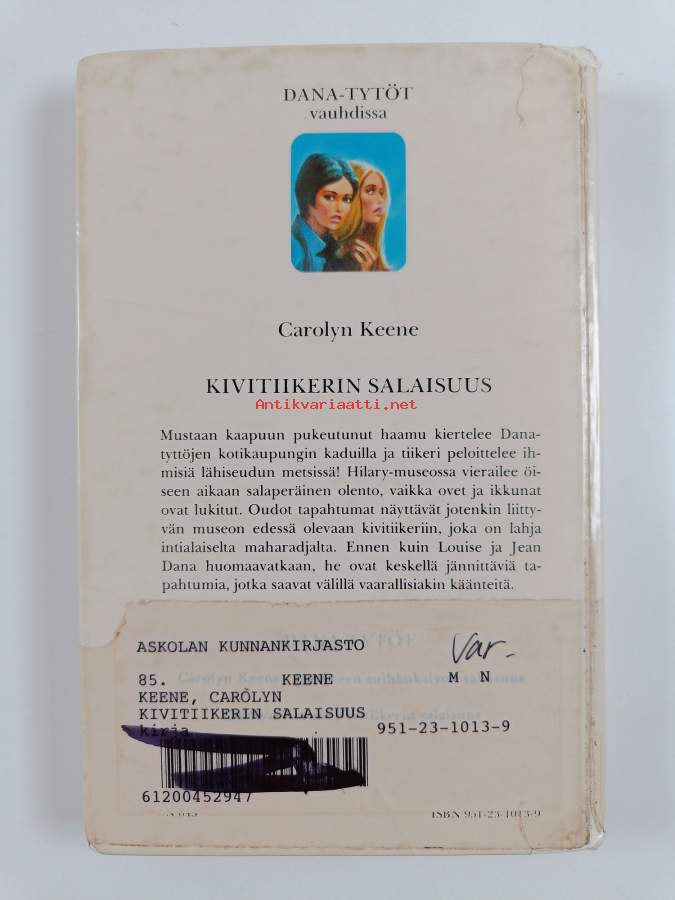 DANA-TYTÖT
vauhdissa
Carolyn Keene
KIVITIIKERIN SALAISUUS
Antikvariaatti.net
Mustaan kaapuun pukeutunut haamu kiertelee Dana-
tyttöjen kotikaupungin kaduilla ja tiikeri peloittelee ih-
misiä lähiseudun metsissä! Hilary-museossa vierailee öi-
seen aikaan salaperäinen olento, vaikka ovet ja ikkunat
ovat lukitut. Oudot tapahtumat näyttävät jotenkin liitty-
vän museon edessä olevaan kivitiikeriin, joka on lahja
intialaiselta maharadjalta. Ennen kuin Louise ja Jean
Dana huomaavatkaan, he ovat keskellä jännittäviä ta-
pahtumia, jotka saavat välillä vaarallisiakin käänteitä.
DANA-TYTÖT
ASKOLAN KUNNANKIRJASTO
Var-
85. KEENE M N
KEENE, CAROLYN
KIVITIIKERIN SALAISUUS
kirja 951-23-1013-9
61200452947
ISBN 951-23-1013-9